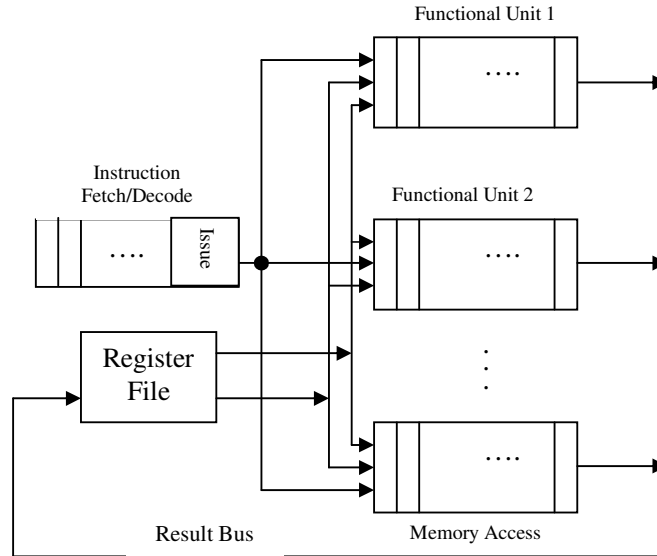 Functional Unit 1
....
Instruction
Fetch/Decode
Functional Unit 2
....
Issue
....
Register
File
....
Result Bus
Memory Access